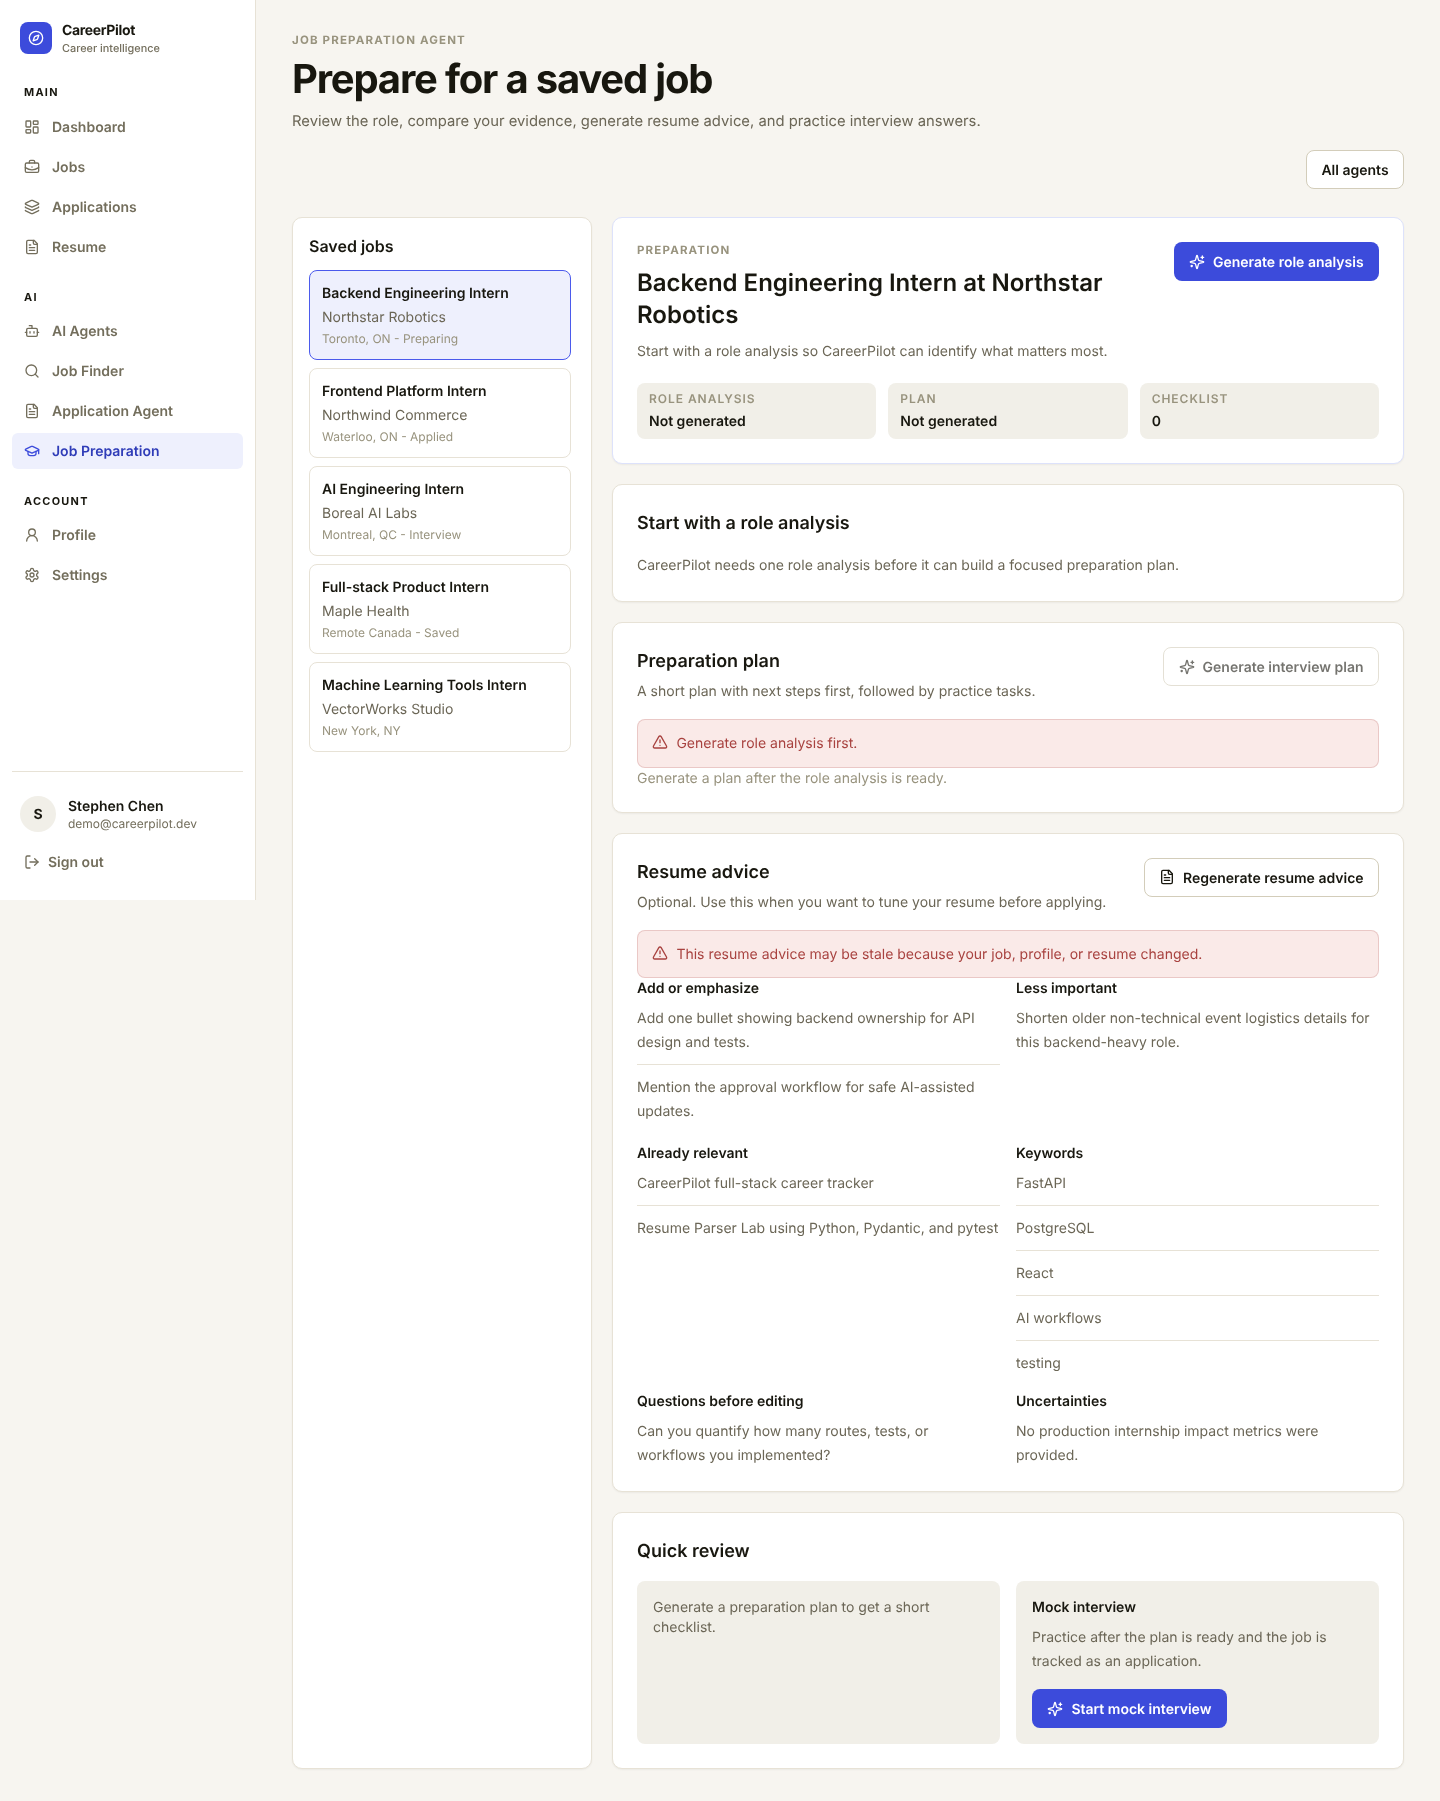 CareerPilot
Career intelligence
MAIN
Dashboard
Jobs
Applications
Resume
AI
AI Agents
Job Finder
Application Agent
Job Preparation
ACCOUNT
Profile
Settings
S
Stephen Chen
demo@careerpilot.dev
Sign out
JOB PREPARATION AGENT
Prepare for a saved job
Review the role, compare your evidence, generate resume advice, and practice interview answers.
All agents
Saved jobs
Backend Engineering Intern
Northstar Robotics
Toronto, ON - Preparing
Frontend Platform Intern
Northwind Commerce
Waterloo, ON - Applied
AI Engineering Intern
Boreal AI Labs
Montreal, QC - Interview
Full-stack Product Intern
Maple Health
Remote Canada - Saved
Machine Learning Tools Intern
VectorWorks Studio
New York, NY
PREPARATION
Generate role analysis
Backend Engineering Intern at Northstar
Robotics
Start with a role analysis so CareerPilot can identify what matters most.
ROLE ANALYSIS
Not generated
PLAN
Not generated
CHECKLIST
0
Start with a role analysis
CareerPilot needs one role analysis before it can build a focused preparation plan.
Preparation plan
Generate interview plan
A short plan with next steps first, followed by practice tasks.
Generate role analysis first.
Generate a plan after the role analysis is ready.
Resume advice
Regenerate resume advice
Optional. Use this when you want to tune your resume before applying.
This resume advice may be stale because your job, profile, or resume changed.
Add or emphasize
Add one bullet showing backend ownership for API
design and tests.
Mention the approval workflow for safe AI-assisted
updates.
Less important
Shorten older non-technical event logistics details for
this backend-heavy role.
Already relevant
CareerPilot full-stack career tracker
Resume Parser Lab using Python, Pydantic, and pytest
Keywords
FastAPI
PostgreSQL
React
AI workflows
testing
Questions before editing
Can you quantify how many routes, tests, or
workflows you implemented?
Uncertainties
No production internship impact metrics were
provided.
Quick review
Generate a preparation plan to get a short
checklist.
Mock interview
Practice after the plan is ready and the job is
tracked as an application.
Start mock interview